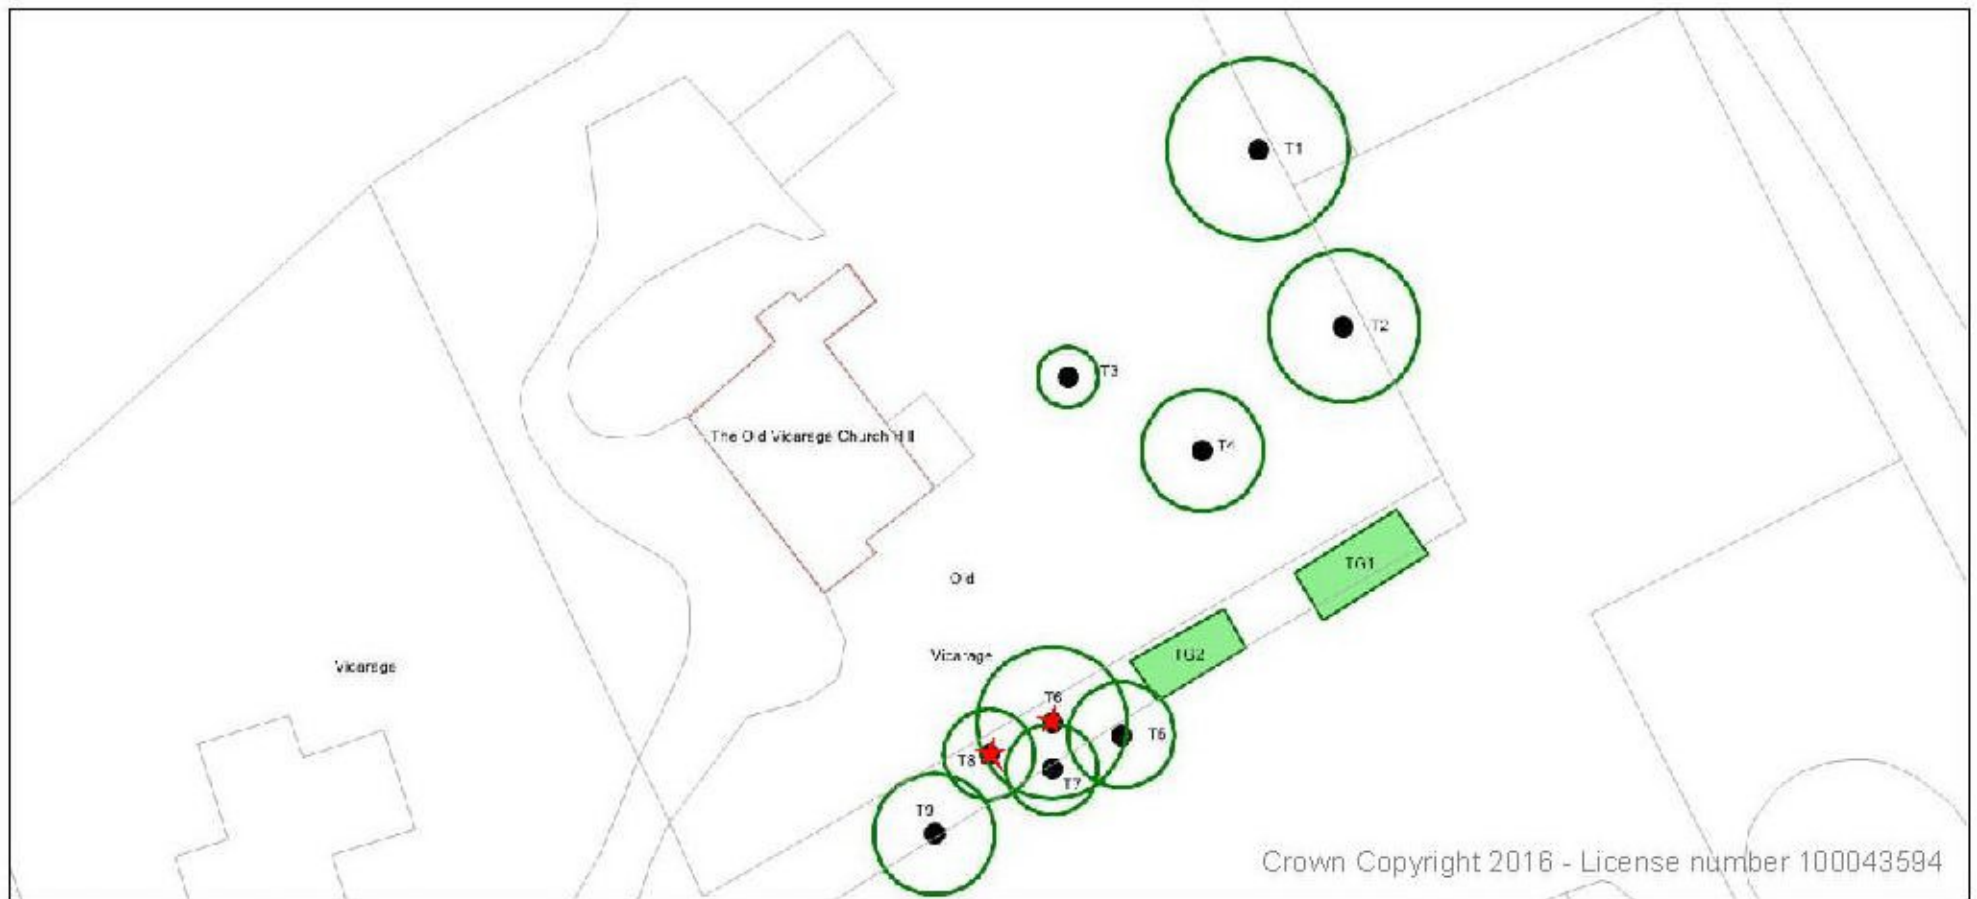 T1
T2
T3
T4
The Old Vicarage Church Hill
TG1
Old
TG2
Vicarage
Vicarage
T6
T5
T8
T7
T9
Crown Copyright 2016 - License number 100043594